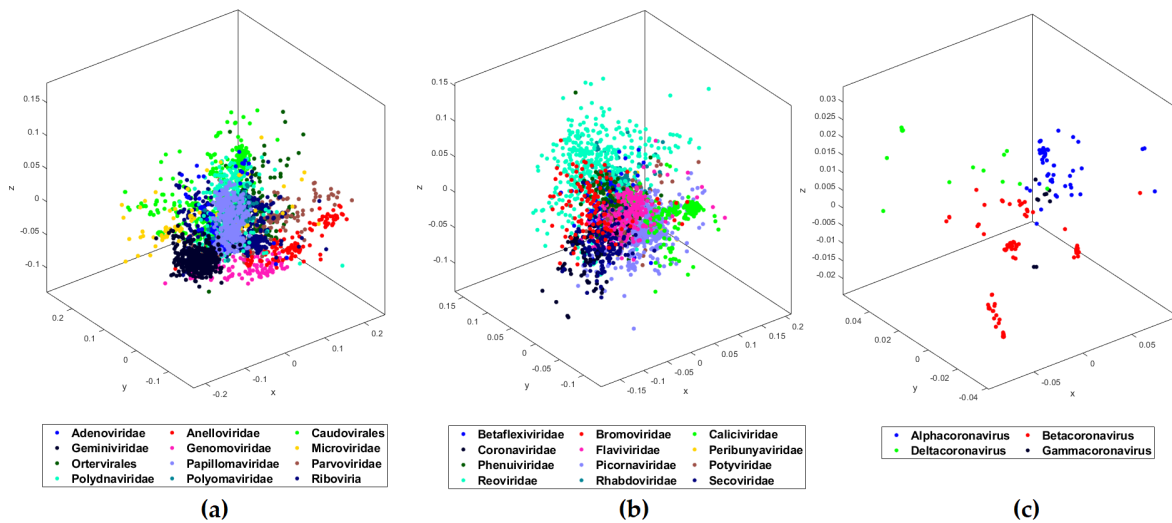 0.15
0.1
0.05
z
0
-0.05
-0.1
0.2
0.1
0
y
-0.1
-0.2
-0.1
0
x
0.1
0.2
Adenoviridae Anelloviridae Caudovirales
Geminiviridae Genomoviridae Microviridae
Ortervirales Papillomaviridae Parvoviridae
Polydnaviridae Polyomaviridae Riboviria
(a)
0.15
0.1
0.05
z
0
-0.05
-0.1
0.15
0.1
0.05
0
y
-0.05
-0.1
-0.15
-0.1
-0.05
x
0
0.05
0.1
0.15
0.2
Betaflexiviridae Bromoviridae Caliciviridae
Coronaviridae Flaviviridae Peribunyaviridae
Phenuiviridae Picornaviridae Potyviridae
Reoviridae Rhabdoviridae Secoviridae
(b)
0.03
0.025
0.02
0.015
0.01
z
0.005
0
-0.005
-0.01
-0.015
-0.02
0.04
0.02
0
y
-0.02
-0.04
-0.05
x
0
0.05
Alphacoronavirus Betacoronavirus
Deltacoronavirus Gammacoronavirus
(c)